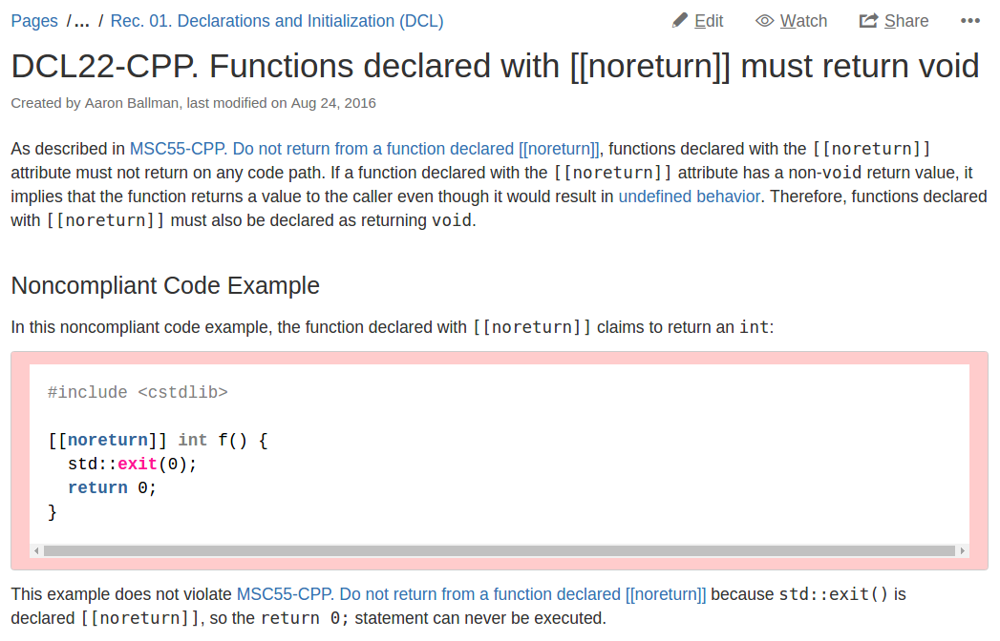 Pages /... / Rec. 01. Declarations and Initialization (DCL) Edit Watch Share •••
DCL22-CPP. Functions declared with [[noreturn]] must return void
Created by Aaron Ballman, last modified on Aug 24, 2016
As described in MSC55-CPP. Do not return from a function declared [[noreturn]], functions declared with the [[noreturn]]
attribute must not return on any code path. If a function declared with the [[noreturn]] attribute has a non-void return value, it
implies that the function returns a value to the caller even though it would result in undefined behavior. Therefore, functions declared
with [[noreturn]] must also be declared as returning void.
Noncompliant Code Example
In this noncompliant code example, the function declared with [[noreturn]] claims to return an int:
#include <cstdlib>
[[noreturn]] int f() {
  std::exit(0);
  return 0;
}
This example does not violate MSC55-CPP. Do not return from a function declared [[noreturn]] because std::exit() is
declared [[noreturn]], so the return 0; statement can never be executed.